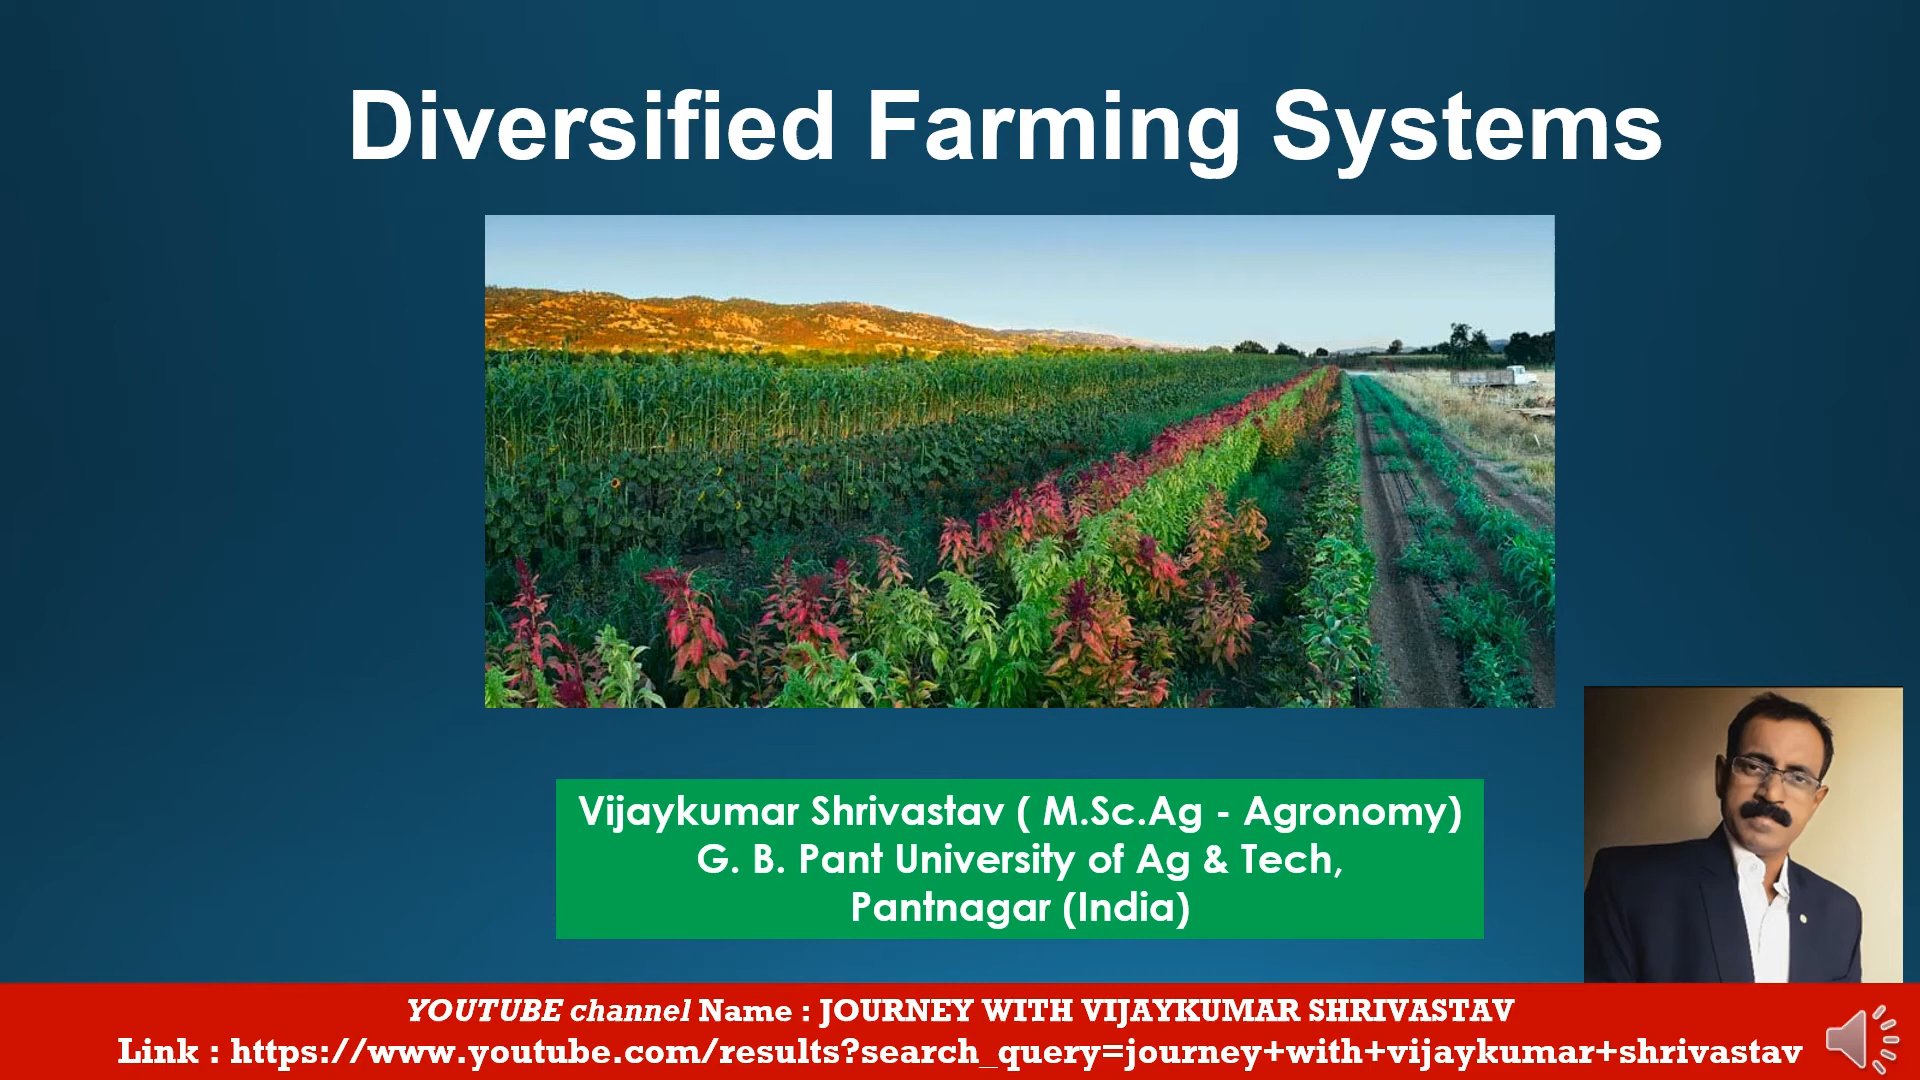 Diversified Farming Systems
Vijaykumar Shrivastav ( M.Sc.Ag - Agronomy)
G. B. Pant University of Ag & Tech,
Pantnagar (India)
YOUTUBE channel Name : JOURNEY WITH VIJAYKUMAR SHRIVASTAV
Link : https://www.youtube.com/results?search_query=journey+with+vijaykumar+shrivastav